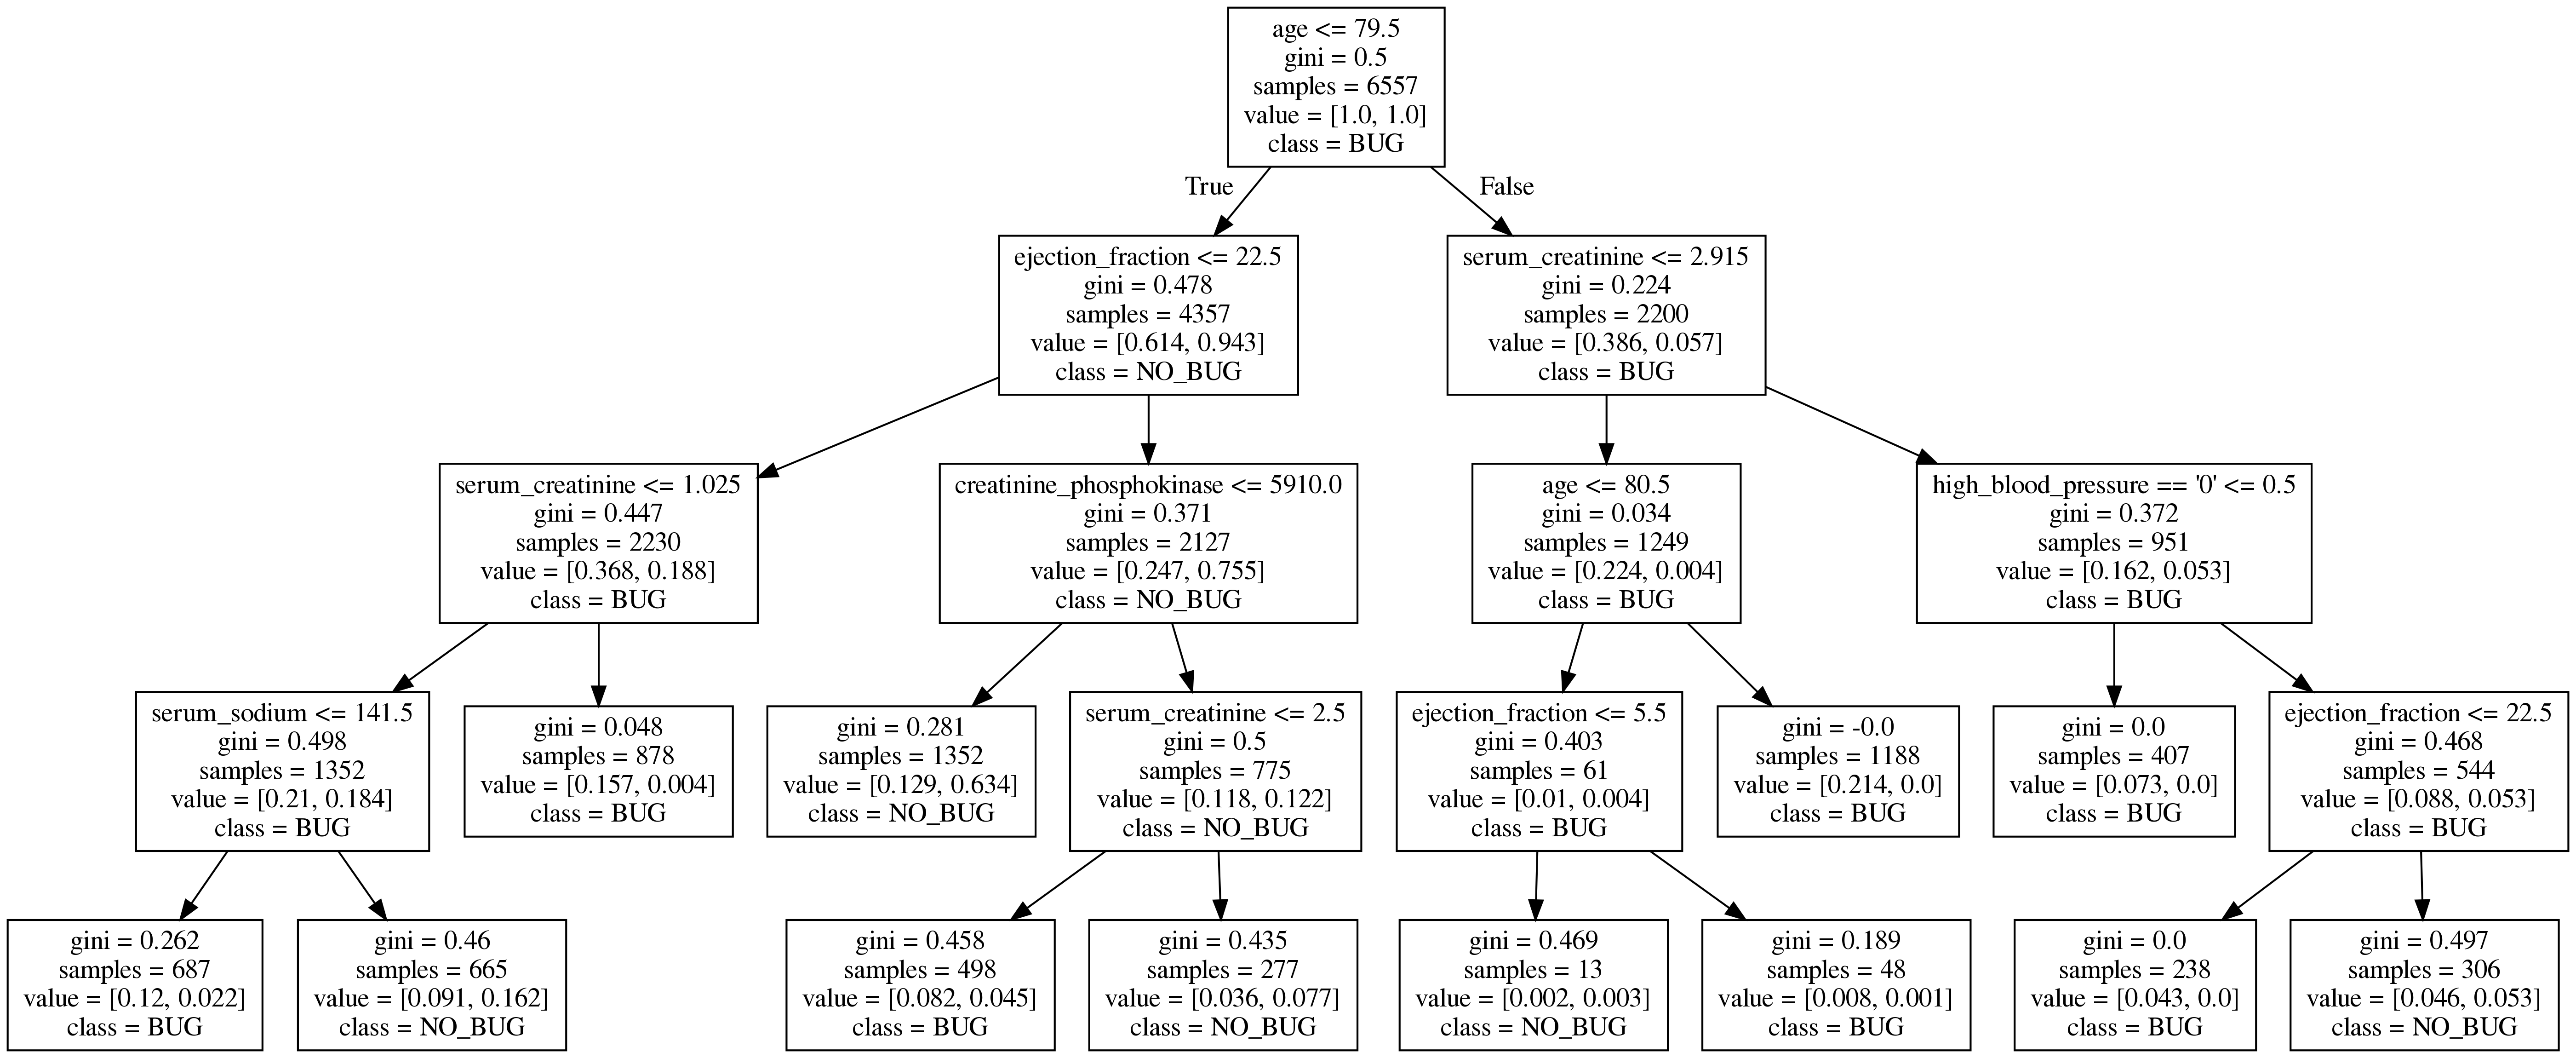 age <= 79.5
gini = 0.5
samples = 6557
value = [1.0, 1.0]
class = BUG
True
False
ejection_fraction <= 22.5
gini = 0.478
samples = 4357
value = [0.614, 0.943]
class = NO_BUG
serum_creatinine <= 2.915
gini = 0.224
samples = 2200
value = [0.386, 0.057]
class = BUG
serum_creatinine <= 1.025
gini = 0.447
samples = 2230
value = [0.368, 0.188]
class = BUG
creatinine_phosphokinase <= 5910.0
gini = 0.371
samples = 2127
value = [0.247, 0.755]
class = NO_BUG
age <= 80.5
gini = 0.034
samples = 1249
value = [0.224, 0.004]
class = BUG
high_blood_pressure == '0' <= 0.5
gini = 0.372
samples = 951
value = [0.162, 0.053]
class = BUG
serum_sodium <= 141.5
gini = 0.498
samples = 1352
value = [0.21, 0.184]
class = BUG
gini = 0.048
samples = 878
value = [0.157, 0.004]
class = BUG
gini = 0.281
samples = 1352
value = [0.129, 0.634]
class = NO_BUG
serum_creatinine <= 2.5
gini = 0.5
samples = 775
value = [0.118, 0.122]
class = NO_BUG
ejection_fraction <= 5.5
gini = 0.403
samples = 61
value = [0.01, 0.004]
class = BUG
gini = -0.0
samples = 1188
value = [0.214, 0.0]
class = BUG
gini = 0.0
samples = 407
value = [0.073, 0.0]
class = BUG
ejection_fraction <= 22.5
gini = 0.468
samples = 544
value = [0.088, 0.053]
class = BUG
gini = 0.262
samples = 687
value = [0.12, 0.022]
class = BUG
gini = 0.46
samples = 665
value = [0.091, 0.162]
class = NO_BUG
gini = 0.458
samples = 498
value = [0.082, 0.045]
class = BUG
gini = 0.435
samples = 277
value = [0.036, 0.077]
class = NO_BUG
gini = 0.469
samples = 13
value = [0.002, 0.003]
class = NO_BUG
gini = 0.189
samples = 48
value = [0.008, 0.001]
class = BUG
gini = 0.0
samples = 238
value = [0.043, 0.0]
class = BUG
gini = 0.497
samples = 306
value = [0.046, 0.053]
class = NO_BUG